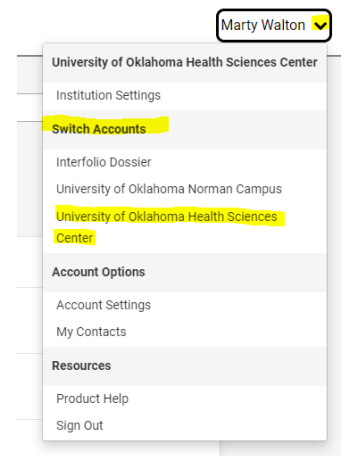 Marty Walton
University of Oklahoma Health Sciences Center
Institution Settings
Switch Accounts
Interfolio Dossier
University of Oklahoma Norman Campus
University of Oklahoma Health Sciences
Center
Account Options
Account Settings
My Contacts
Resources
Product Help
Sign Out